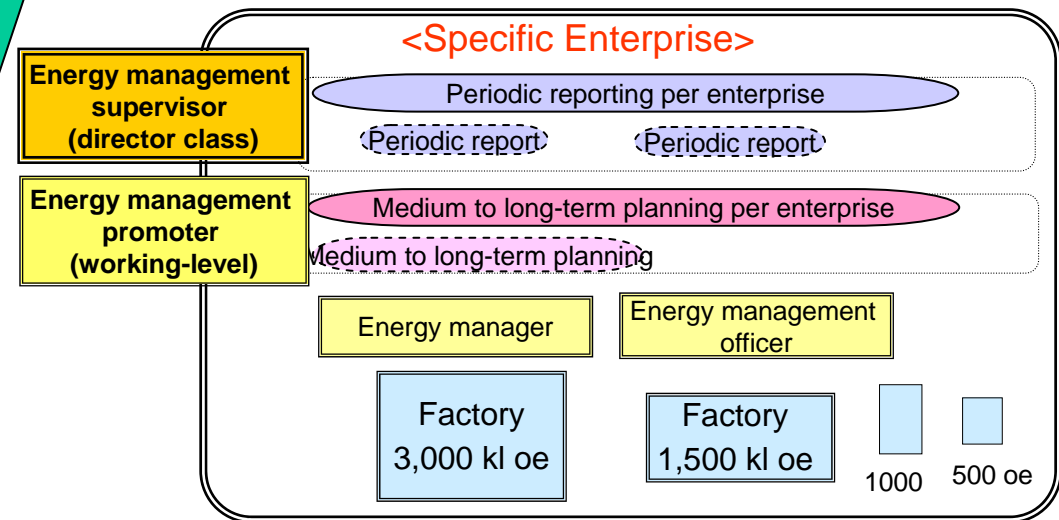 <Specific Enterprise>
Energy management
supervisor
(director class)
Periodic reporting per enterprise
Periodic report
Periodic report
Energy management
promoter
(working-level)
Medium to long-term planning per enterprise
Medium to long-term planning
Energy manager
Energy management
officer
Factory
3,000 kl oe
Factory
1,500 kl oe
1000
500 oe